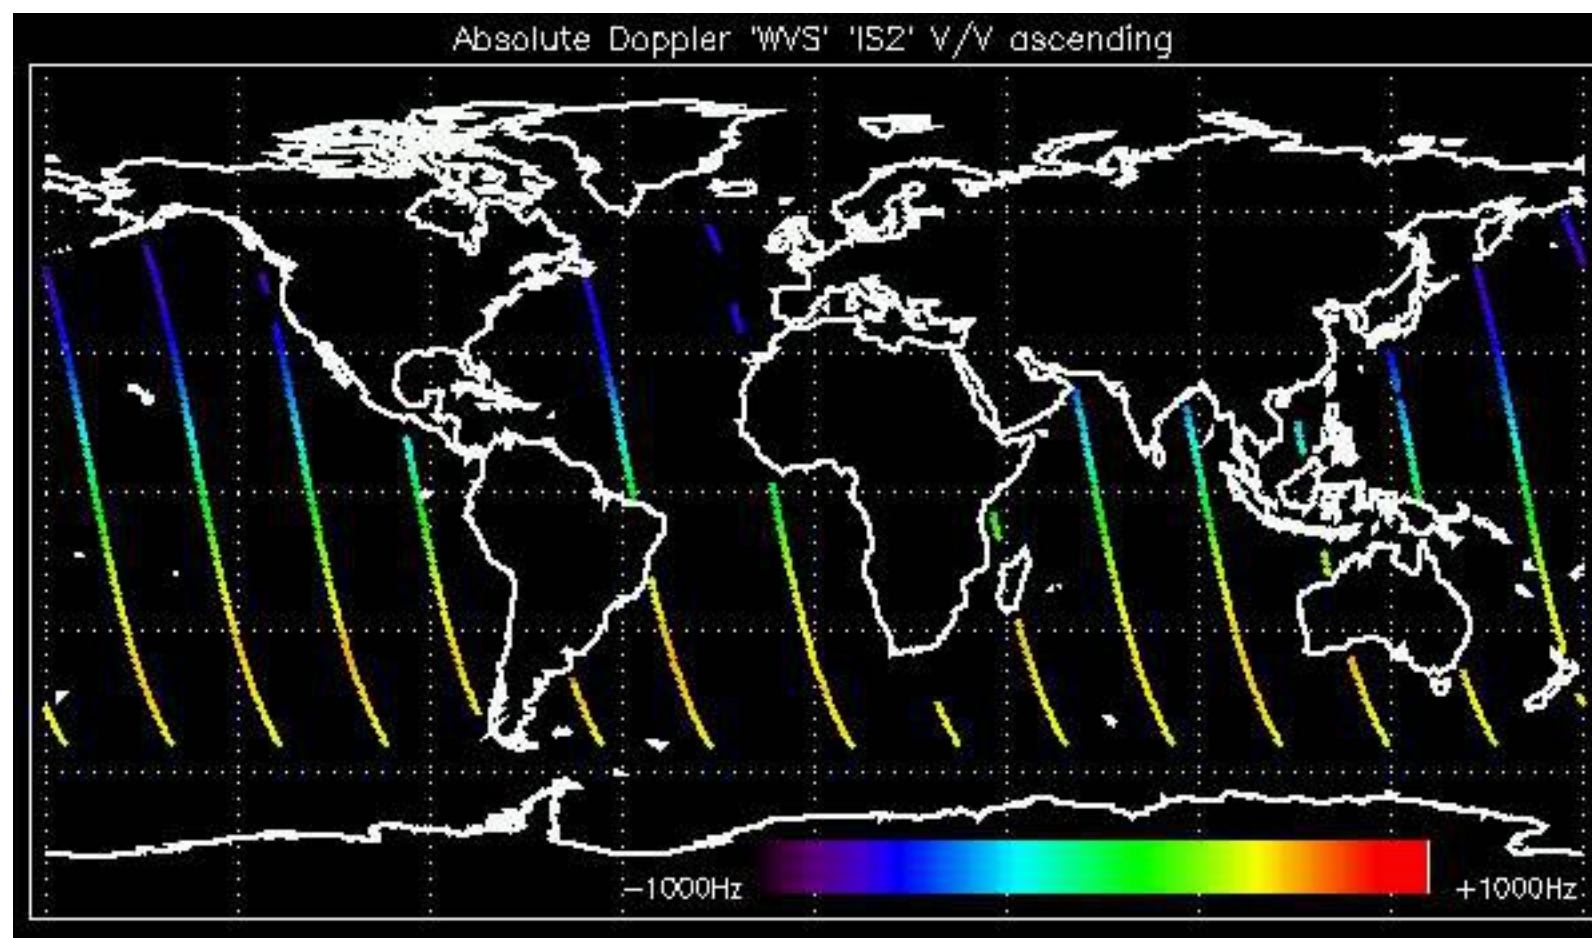 Absolute Doppler 'WVS' 'IS2' V/V ascending
-1000Hz
+1000Hz